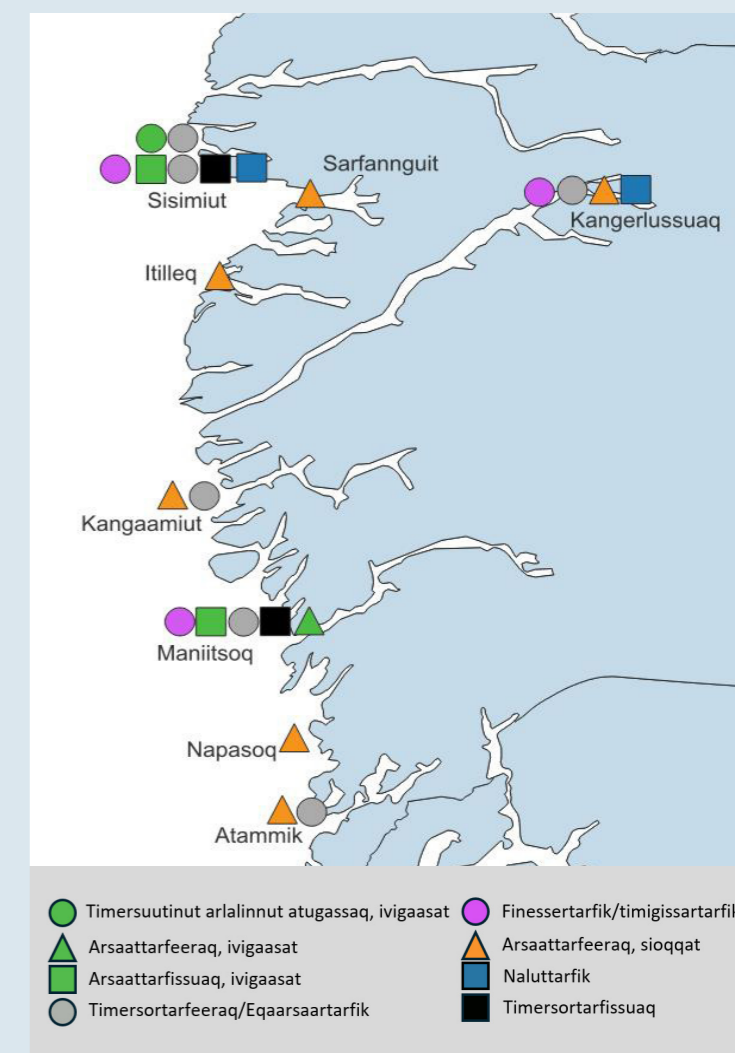 Sarfannguit
Sisimiut
Kangerlussuaq
Itilleq
Kangaamiut
Maniitsoq
Napasoq
Atammik
Timersuutinut arlalinnut atugassaq, ivigaasat
Arsaattarfeeraq, ivigaasat
Arsaattarfissuaq, ivigaasat
Timersortarfeeraq/Eqaarsaartarfik
Finessertarfik/timigissartarfik
Arsaattarfeeraq, sioqqat
Naluttarfik
Timersortarfissuaq